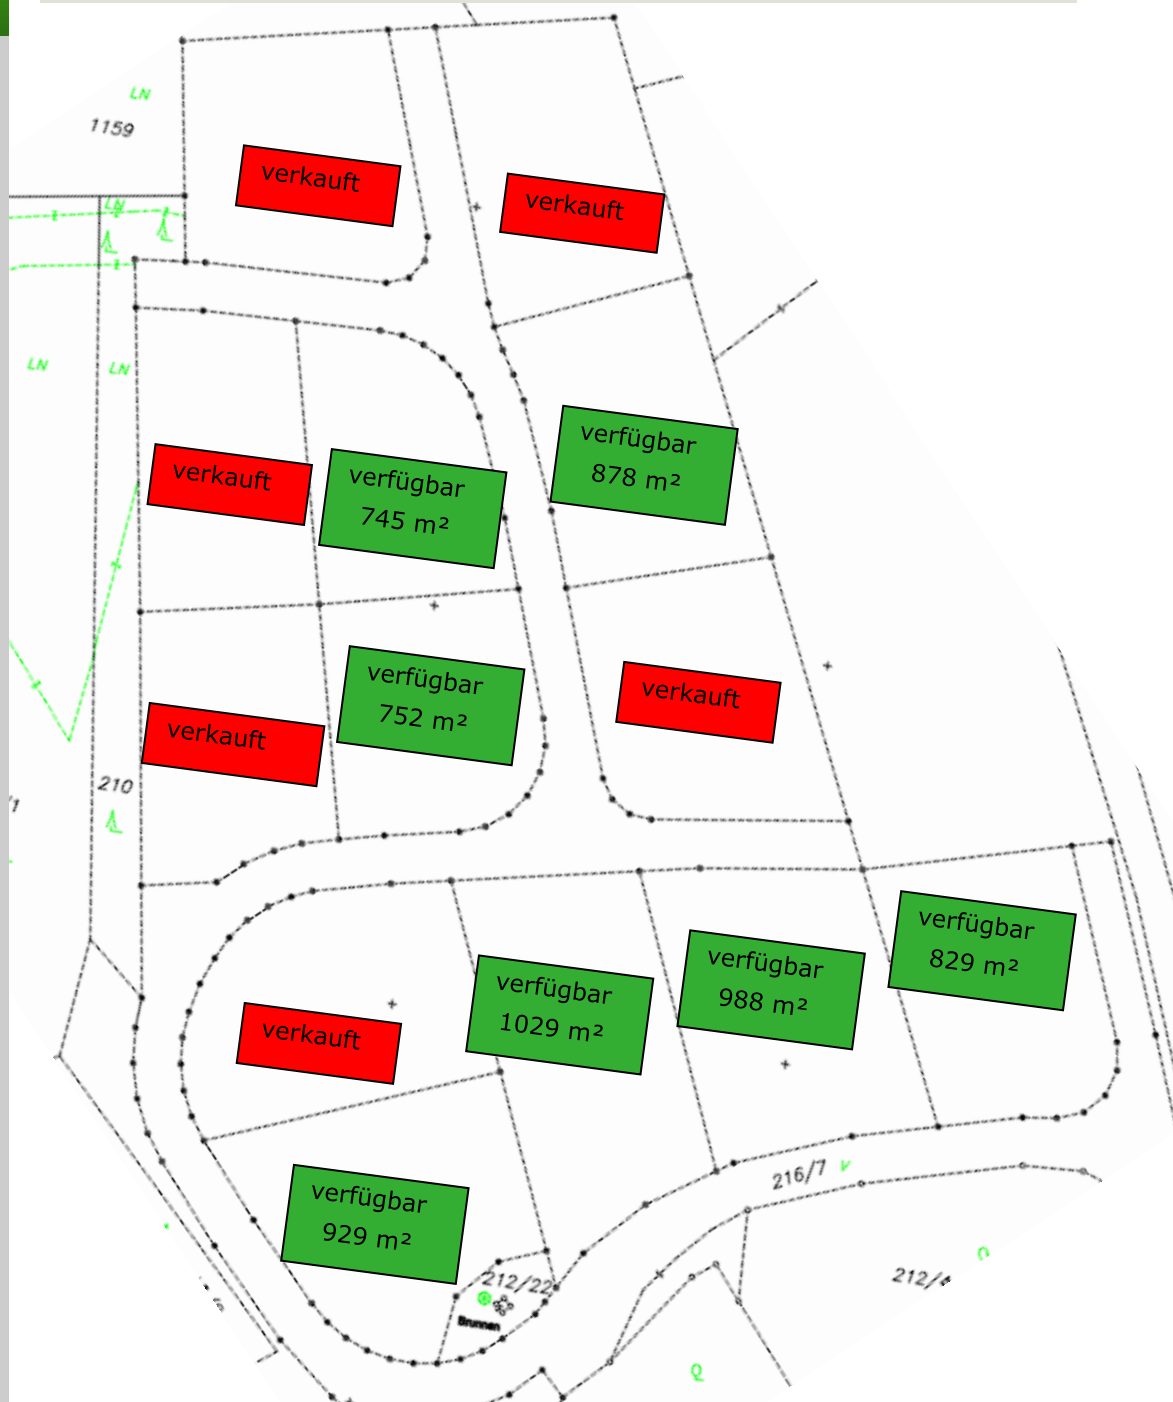 LN
1159
verkauft
verkauft
LN
LN
LN
verfügbar
878 m²
verkauft
verfügbar
745 m²
verfügbar
752 m²
verkauft
verkauft
210
verfügbar
829 m²
verfügbar
988 m²
verfügbar
1029 m²
verkauft
216/7
verfügbar
929 m²
212/22
Brunnen
212/4